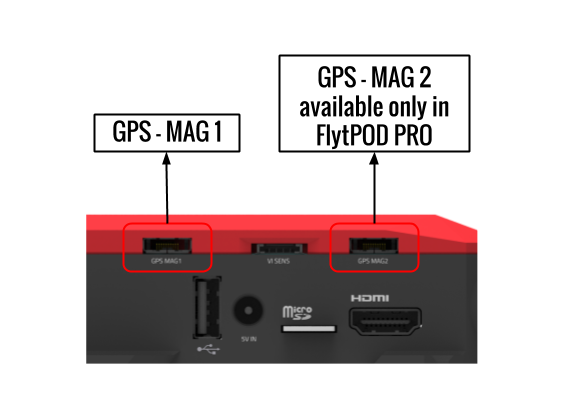 GPS - MAG 1
GPS - MAG 2
available only in
FlytPOD PRO
GPS MAG1
VI SENS
GPS MAG2
5V IN
Micro
SD
HDMI